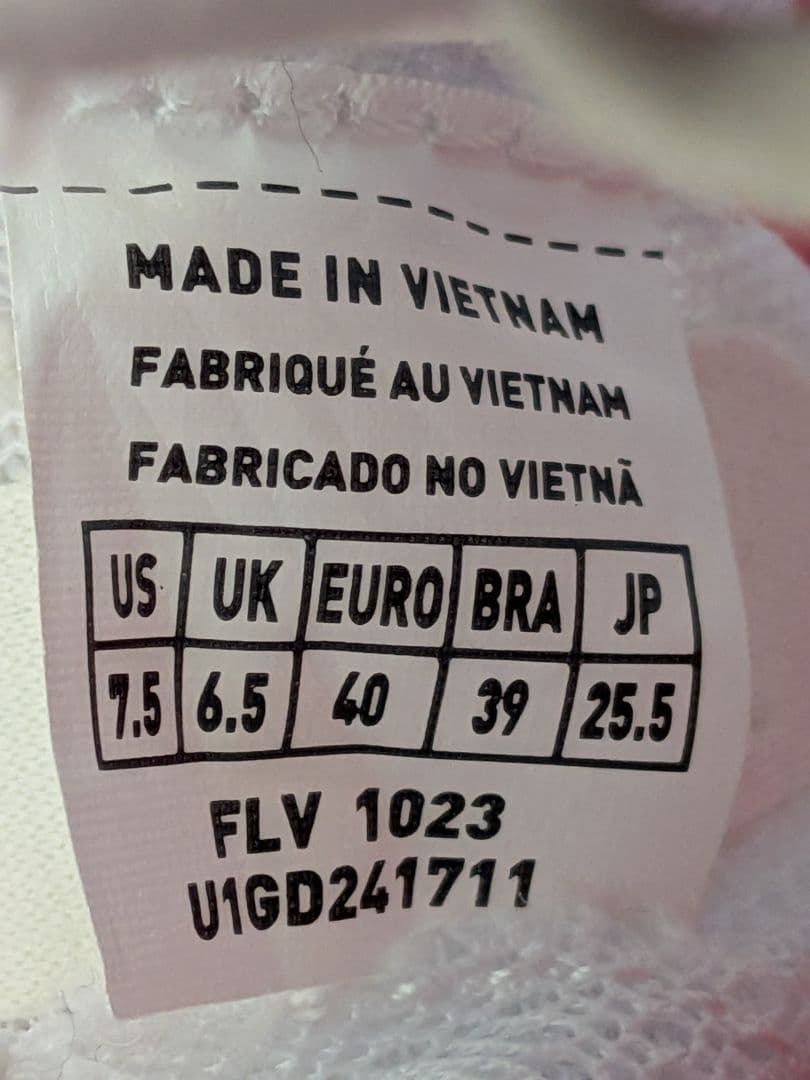 MADE IN VIETNAM
FABRIQUÉ AU VIETNAM
FABRICADO NO VIETNÃ
US UK EURO BRA JP
7.5 6.5 40 39 25.5
FLV 1023
U1GD241711